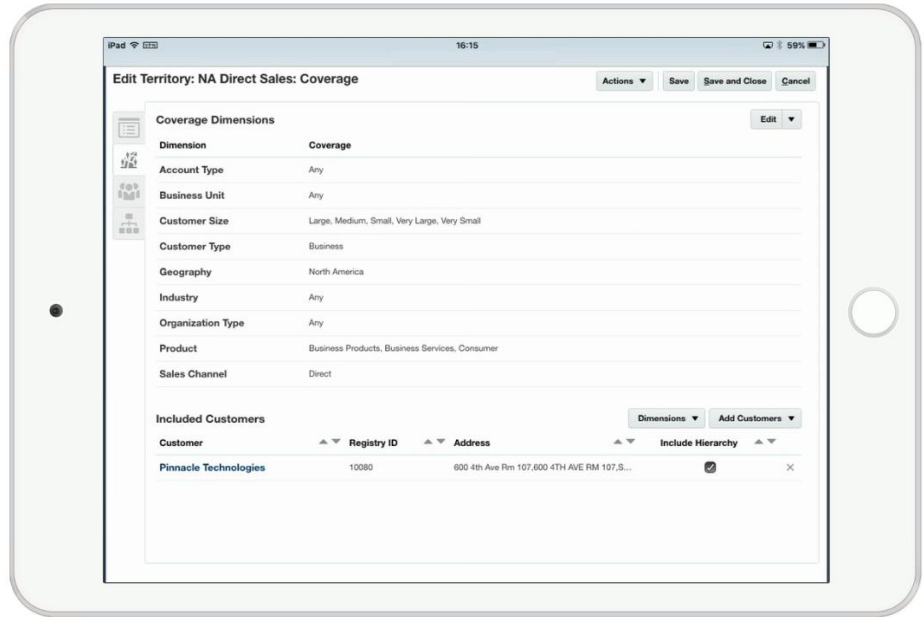 iPad VPN 16:15 59%
Edit Territory: NA Direct Sales: Coverage Actions Save Save and Close Cancel
Coverage Dimensions Edit
Dimension Coverage
Account Type Any
Business Unit Any
Customer Size Large, Medium, Small, Very Large, Very Small
Customer Type Business
Geography North America
Industry Any
Organization Type Any
Product Business Products, Business Services, Consumer
Sales Channel Direct
Included Customers Dimensions Add Customers
Customer Registry ID Address Include Hierarchy
Pinnacle Technologies 10080 600 4th Ave Rm 107,600 4TH AVE RM 107,S...